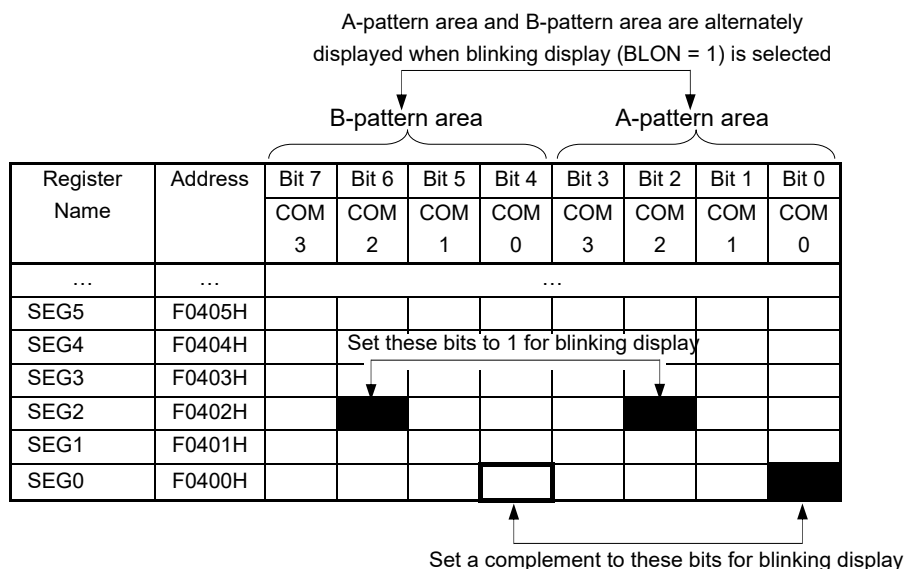 A-pattern area and B-pattern area are alternately
displayed when blinking display (BLON = 1) is selected
B-pattern area A-pattern area
Register Address Bit 7 Bit 6 Bit 5 Bit 4 Bit 3 Bit 2 Bit 1 Bit 0
Name COM COM COM COM COM COM COM COM
3 2 1 0 3 2 1 0
… … …
SEG5 F0405H
SEG4 F0404H Set these bits to 1 for blinking display
SEG3 F0403H
SEG2 F0402H
SEG1 F0401H
SEG0 F0400H
Set a complement to these bits for blinking display